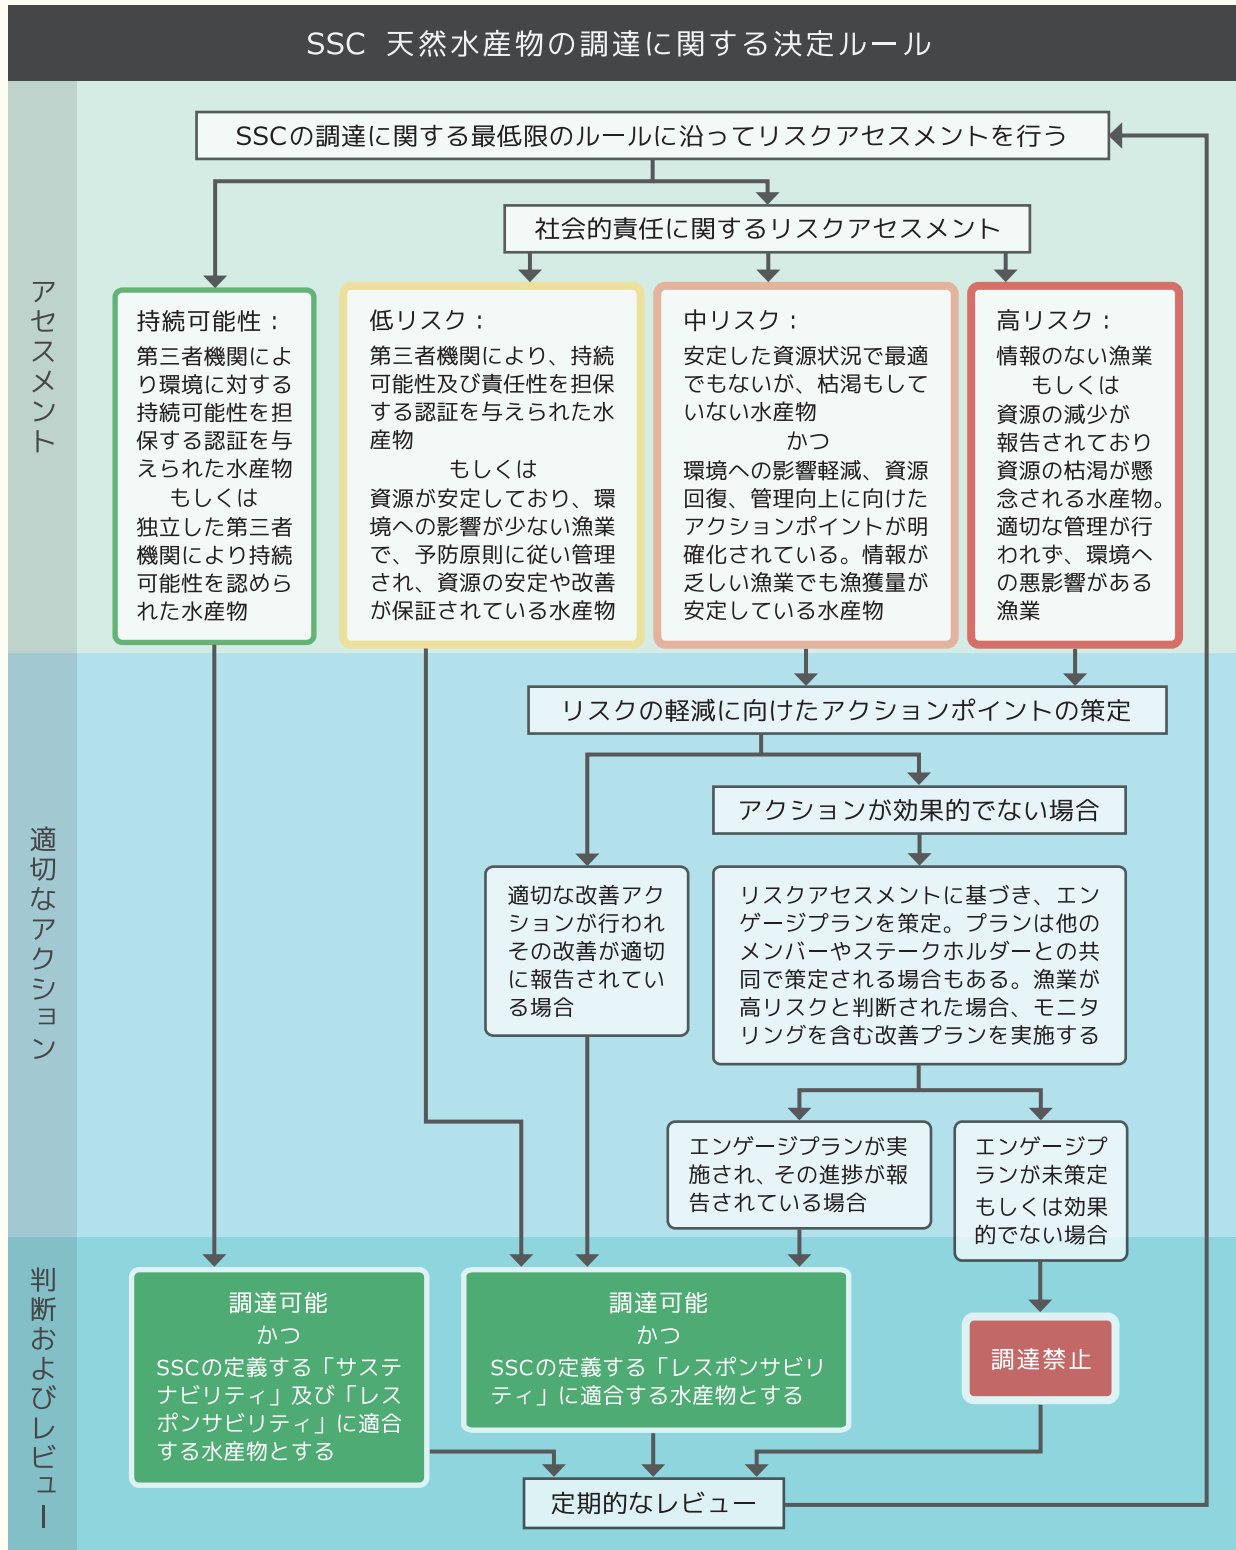 SSC 天然水産物の調達に関する決定ルール
アセスメント
SSCの調達に関する最低限のルールに沿ってリスクアセスメントを行う
社会的責任に関するリスクアセスメント
持続可能性：
第三者機関によ
り環境に対する
持続可能性を担
保する認証を与
えられた水産物
もしくは
独立した第三者
機関により持続
可能性を認めら
れた水産物
低リスク：
第三者機関により、持続
可能性及び責任性を担保
する認証を与えられた水
産物
もしくは
資源が安定しており、環
境への影響が少ない漁業
で、予防原則に従い管理
され、資源の安定や改善
が保証されている水産物
中リスク：
安定した資源状況で最適
でもないが、枯渇もして
いない水産物
かつ
環境への影響軽減、資源
回復、管理向上に向けた
アクションポイントが明
確化されている。情報が
乏しい漁業でも漁獲量が
安定している水産物
高リスク：
情報のない漁業
もしくは
資源の減少が
報告されており
資源の枯渇が懸
念される水産物。
適切な管理が行
われず、環境へ
の悪影響がある
漁業
適切なアクション
リスクの軽減に向けたアクションポイントの策定
アクションが効果的でない場合
適切な改善アク
ションが行われ
その改善が適切
に報告されてい
る場合
リスクアセスメントに基づき、エン
ゲージプランを策定。プランは他の
メンバーやステークホルダーとの共
同で策定される場合もある。漁業が
高リスクと判断された場合、モニタ
リングを含む改善プランを実施する
エンゲージプランが実
施され、その進捗が報
告されている場合
エンゲージプ
ランが未策定
もしくは効果
的でない場合
判断およびレビュー
調達可能
かつ
SSCの定義する「サステ
ナビリティ」及び「レス
ポンサビリティ」に適合
する水産物とする
調達可能
かつ
SSCの定義する「レスポンサビリ
ティ」に適合する水産物とする
調達禁止
定期的なレビュー